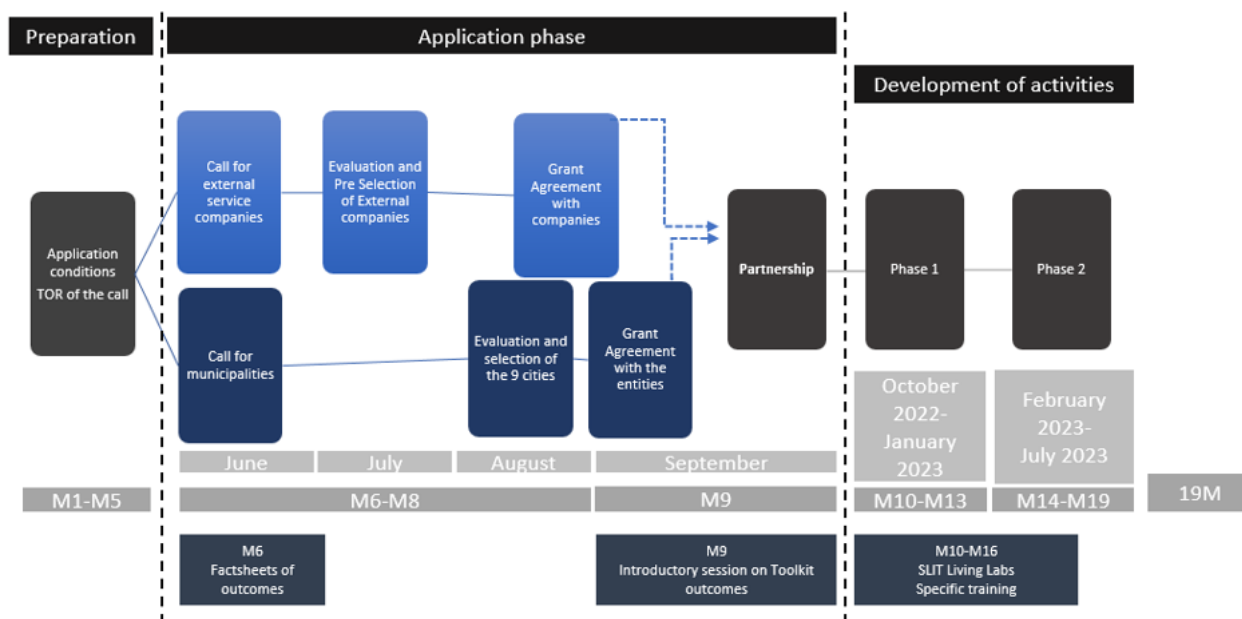 Preparation
Application phase
Development of activities
Application
conditions
TOR of the call
Call for
external
service
companies
Evaluation and
Pre Selection
of External
companies
Grant
Agreement
with
companies
Call for
municipalities
Evaluation and
selection of
the 9 cities
Grant
Agreement
with the
entities
Partnership
Phase 1
Phase 2
June
July
August
September
October
2022-
January
2023
February
2023-
July 2023
M1-M5
M6-M8
M9
M10-M13
M14-M19
19M
M6
Factsheets of
outcomes
M9
Introductory session on Toolkit
outcomes
M10-M16
SLIT Living Labs
Specific training